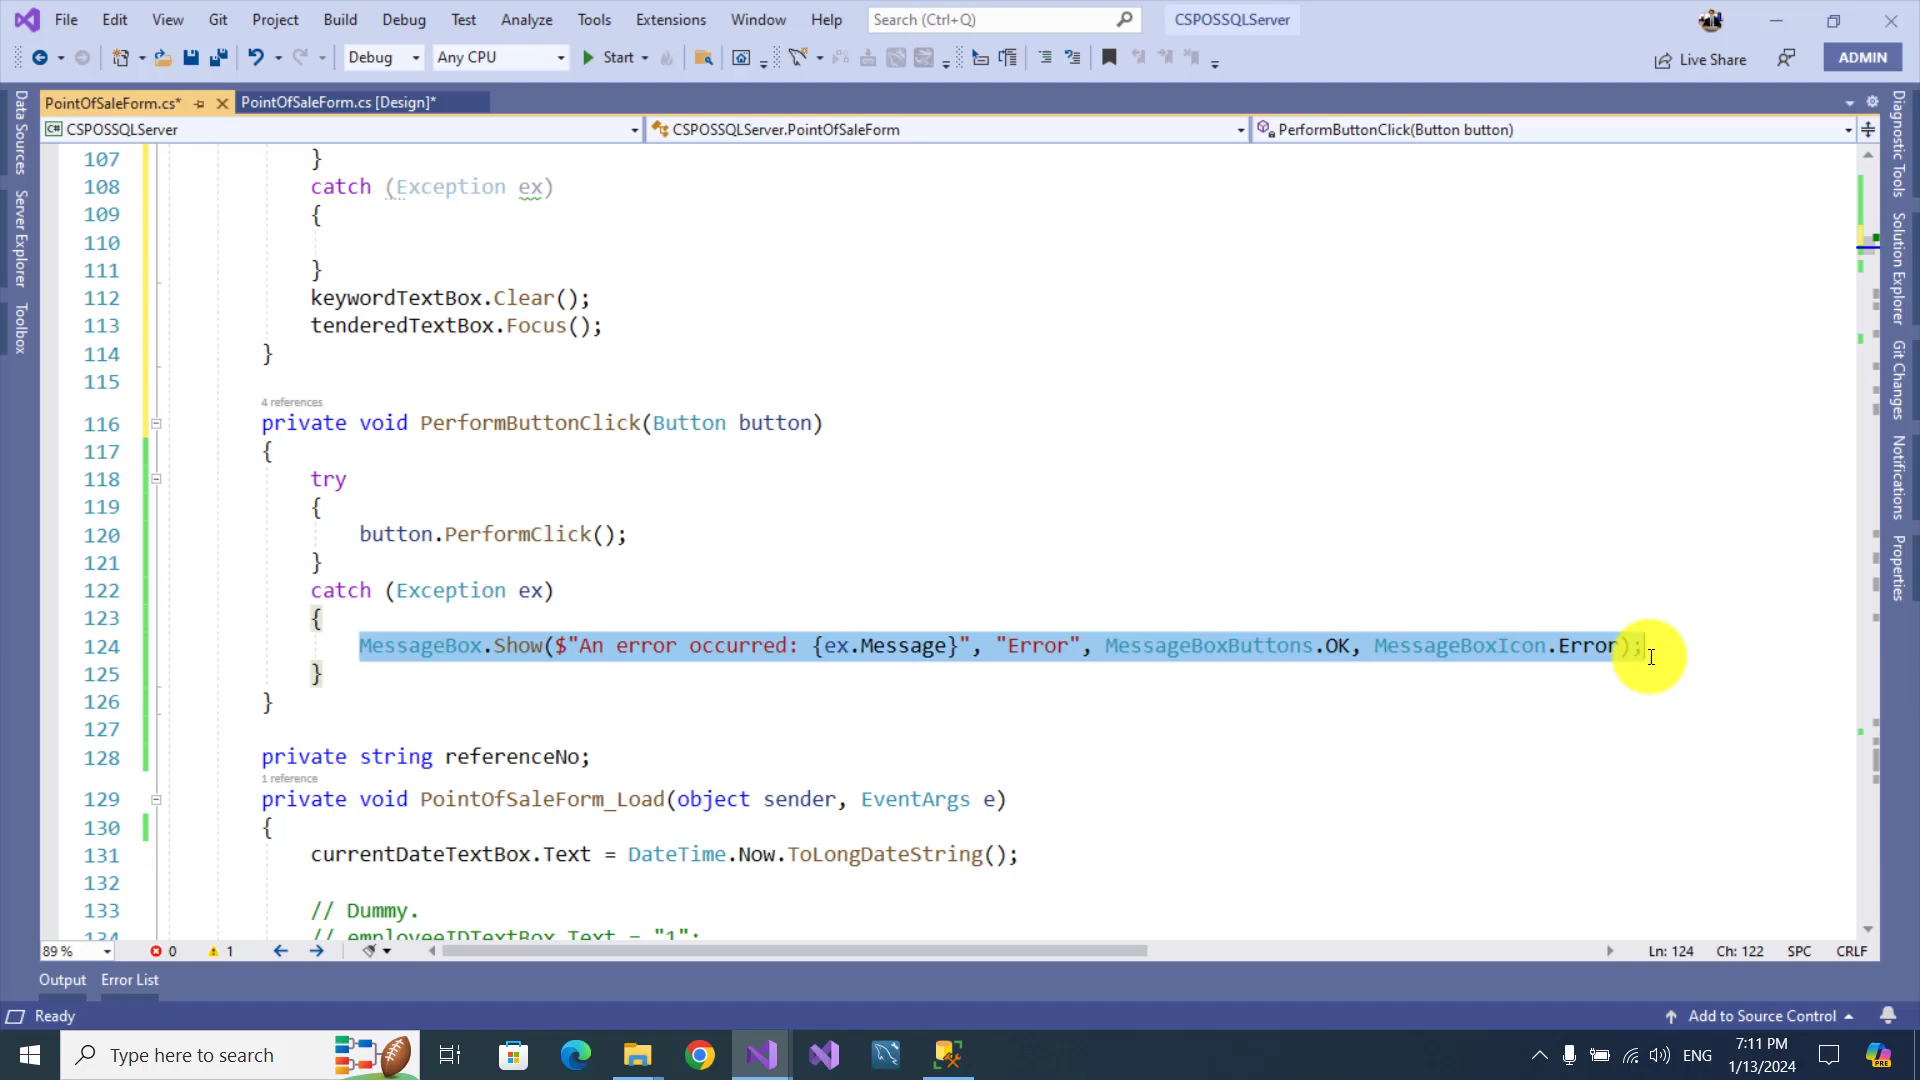 File Edit View Git Project Build Debug Test Analyze Tools Extensions Window Help Search (Ctrl+Q) CSPOSSQLServer
Debug Any CPU Start Live Share ADMIN
PointOfSaleForm.cs* PointOfSaleForm.cs [Design]*
C# CSPOSSQLServer CSPOSSQLServer.PointOfSaleForm PerformButtonClick(Button button)
Data Sources
Server Explorer
Toolbox
107 }
108 catch (Exception ex)
109 {
110
111 }
112 keywordTextBox.Clear();
113 tenderedTextBox.Focus();
114 }
115
4 references
116 private void PerformButtonClick(Button button)
117 {
118 try
119 {
120 button.PerformClick();
121 }
122 catch (Exception ex)
123 {
124 MessageBox.Show($"An error occurred: {ex.Message}", "Error", MessageBoxButtons.OK, MessageBoxIcon.Error);
125 }
126 }
127
128 private string referenceNo;
1 reference
129 private void PointOfSaleForm_Load(object sender, EventArgs e)
130 {
131 currentDateTextBox.Text = DateTime.Now.ToLongDateString();
132
133 // Dummy.
134 // employeeIDTextBox.Text = "1";
Diagnostic Tools
Solution Explorer
Git Changes
Notifications
Properties
89 % 0 1 Ln: 124 Ch: 122 SPC CRLF
Output Error List
Ready Add to Source Control
Type here to search ENG 7:11 PM
1/13/2024
PRE